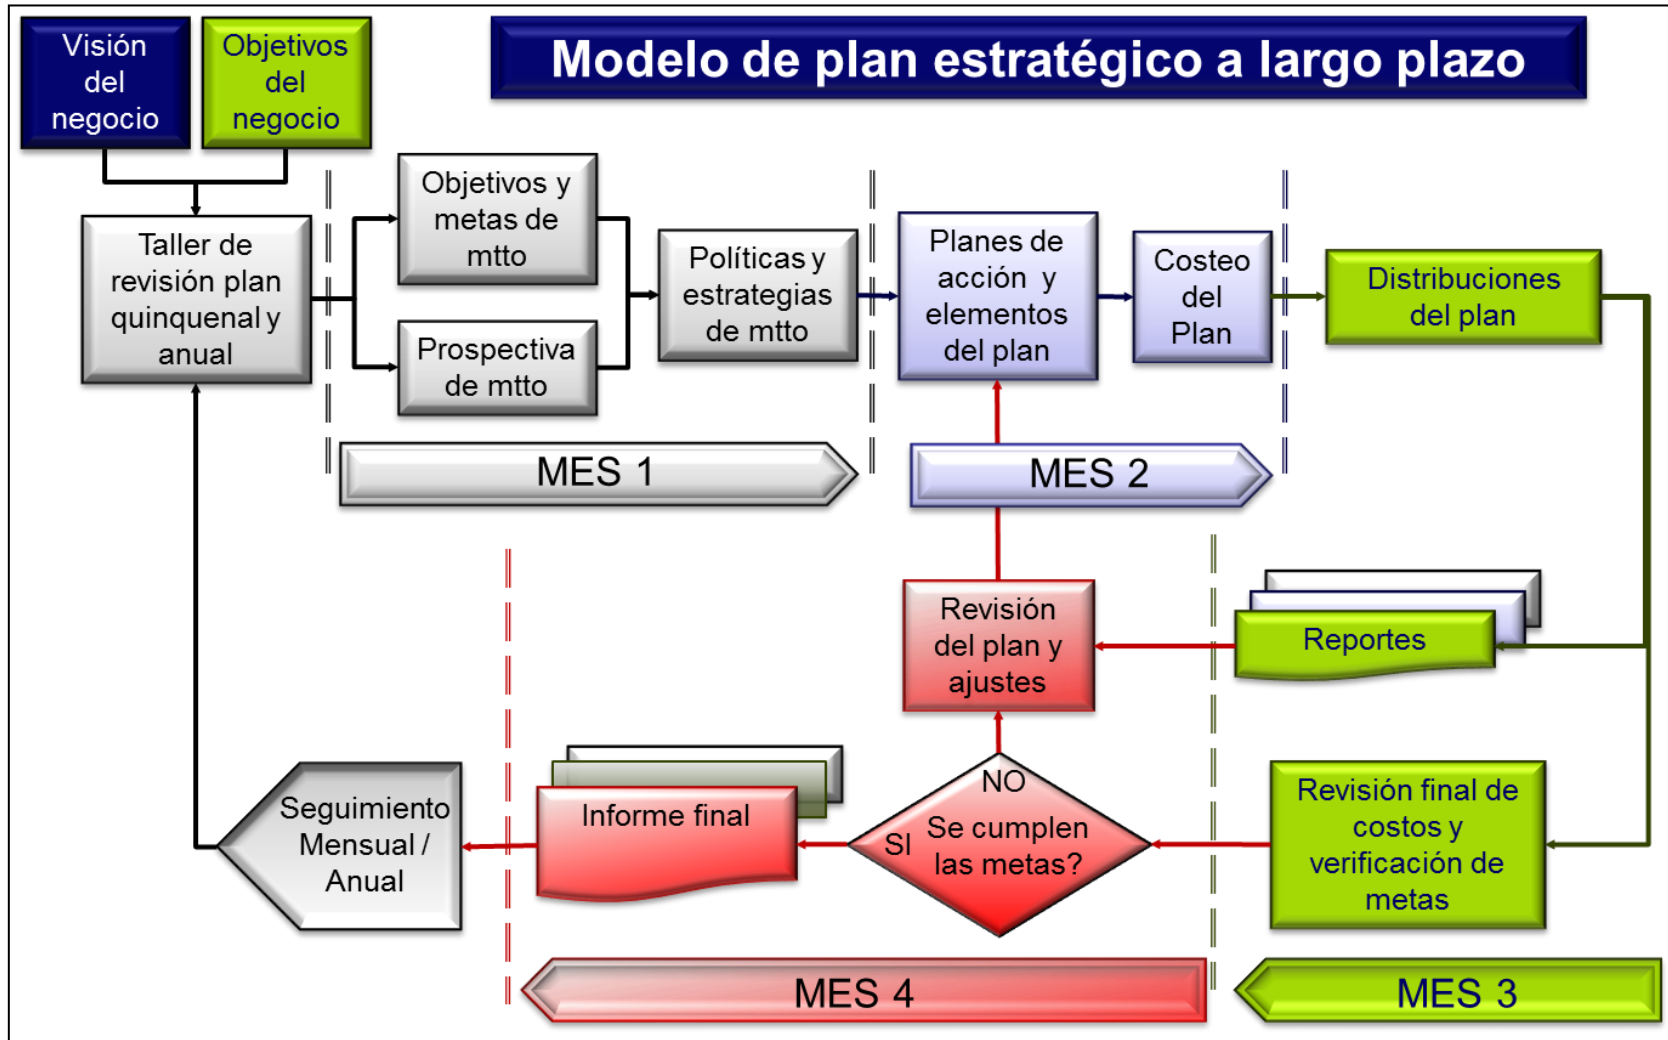 Visión
del
negocio
Objetivos
del
negocio
Modelo de plan estratégico a largo plazo
Taller de
revisión plan
quinquenal y
anual
Objetivos y
metas de
mtto
Prospectiva
de mtto
Políticas y
estrategias
de mtto
Planes de
acción y
elementos
del plan
Costeo
del
Plan
Distribuciones
del plan
MES 1
MES 2
Revisión
del plan y
ajustes
Reportes
Seguimiento
Mensual /
Anual
Informe final
NO
SI
Se cumplen
las metas?
Revisión final de
costos y
verificación de
metas
MES 4
MES 3